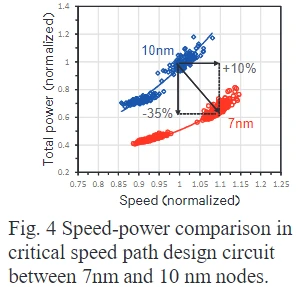 1.4
1.2
1
0.8
0.6
0.4
0.2
Total power (normalized)
10nm
+10%
-35%
7nm
0.75 0.8 0.85 0.9 0.95 1 1.05 1.1 1.15 1.2 1.25
Speed (normalized)
Fig. 4 Speed-power comparison in
critical speed path design circuit
between 7nm and 10 nm nodes.